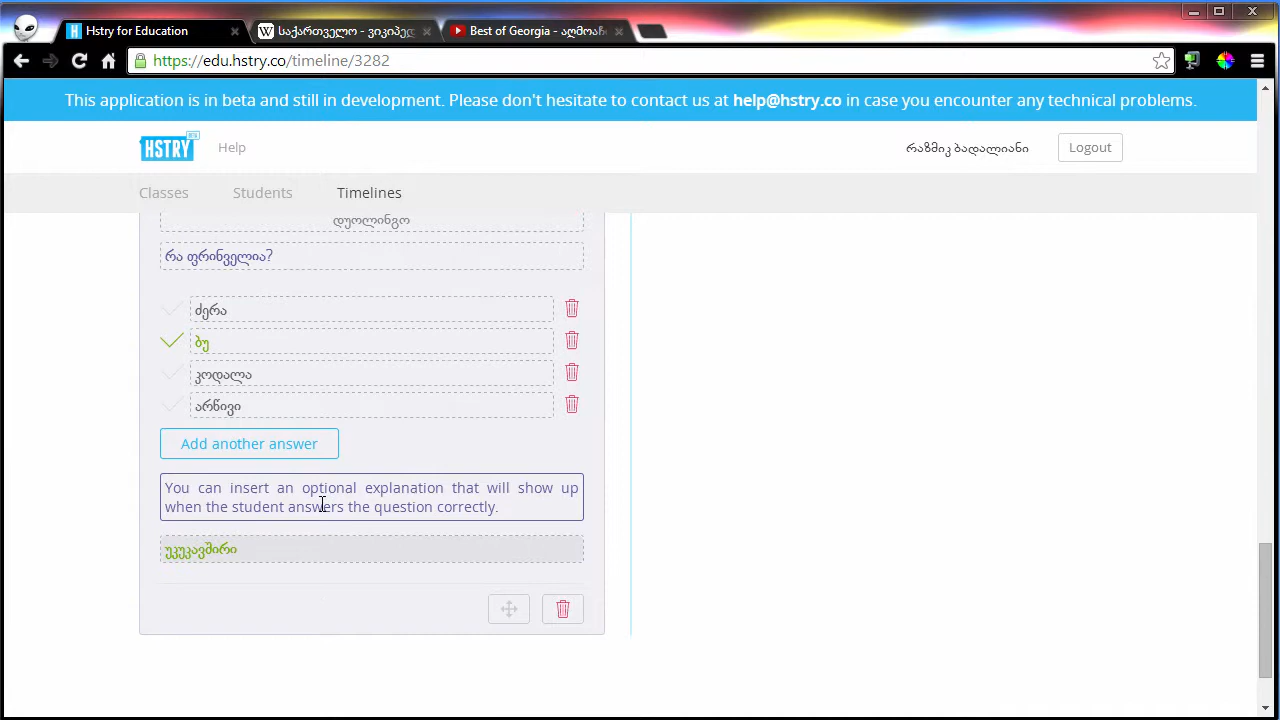 Hstry for Education
საქართველო - ვიკიპედ
Best of Georgia - აღმოაჩ
https://edu.hstry.co/timeline/3282
This application is in beta and still in development. Please don't hesitate to contact us at help@hstry.co in case you encounter any technical problems.
HSTRY
Help
რაზმიკ ბადალიანი
Logout
Classes
Students
Timelines
დუოლინგო
რა ფრინველია?
ძერა
ბუ
კოდალა
არწივი
Add another answer
You can insert an optional explanation that will show up
when the student answers the question correctly.
უკუკავშირი